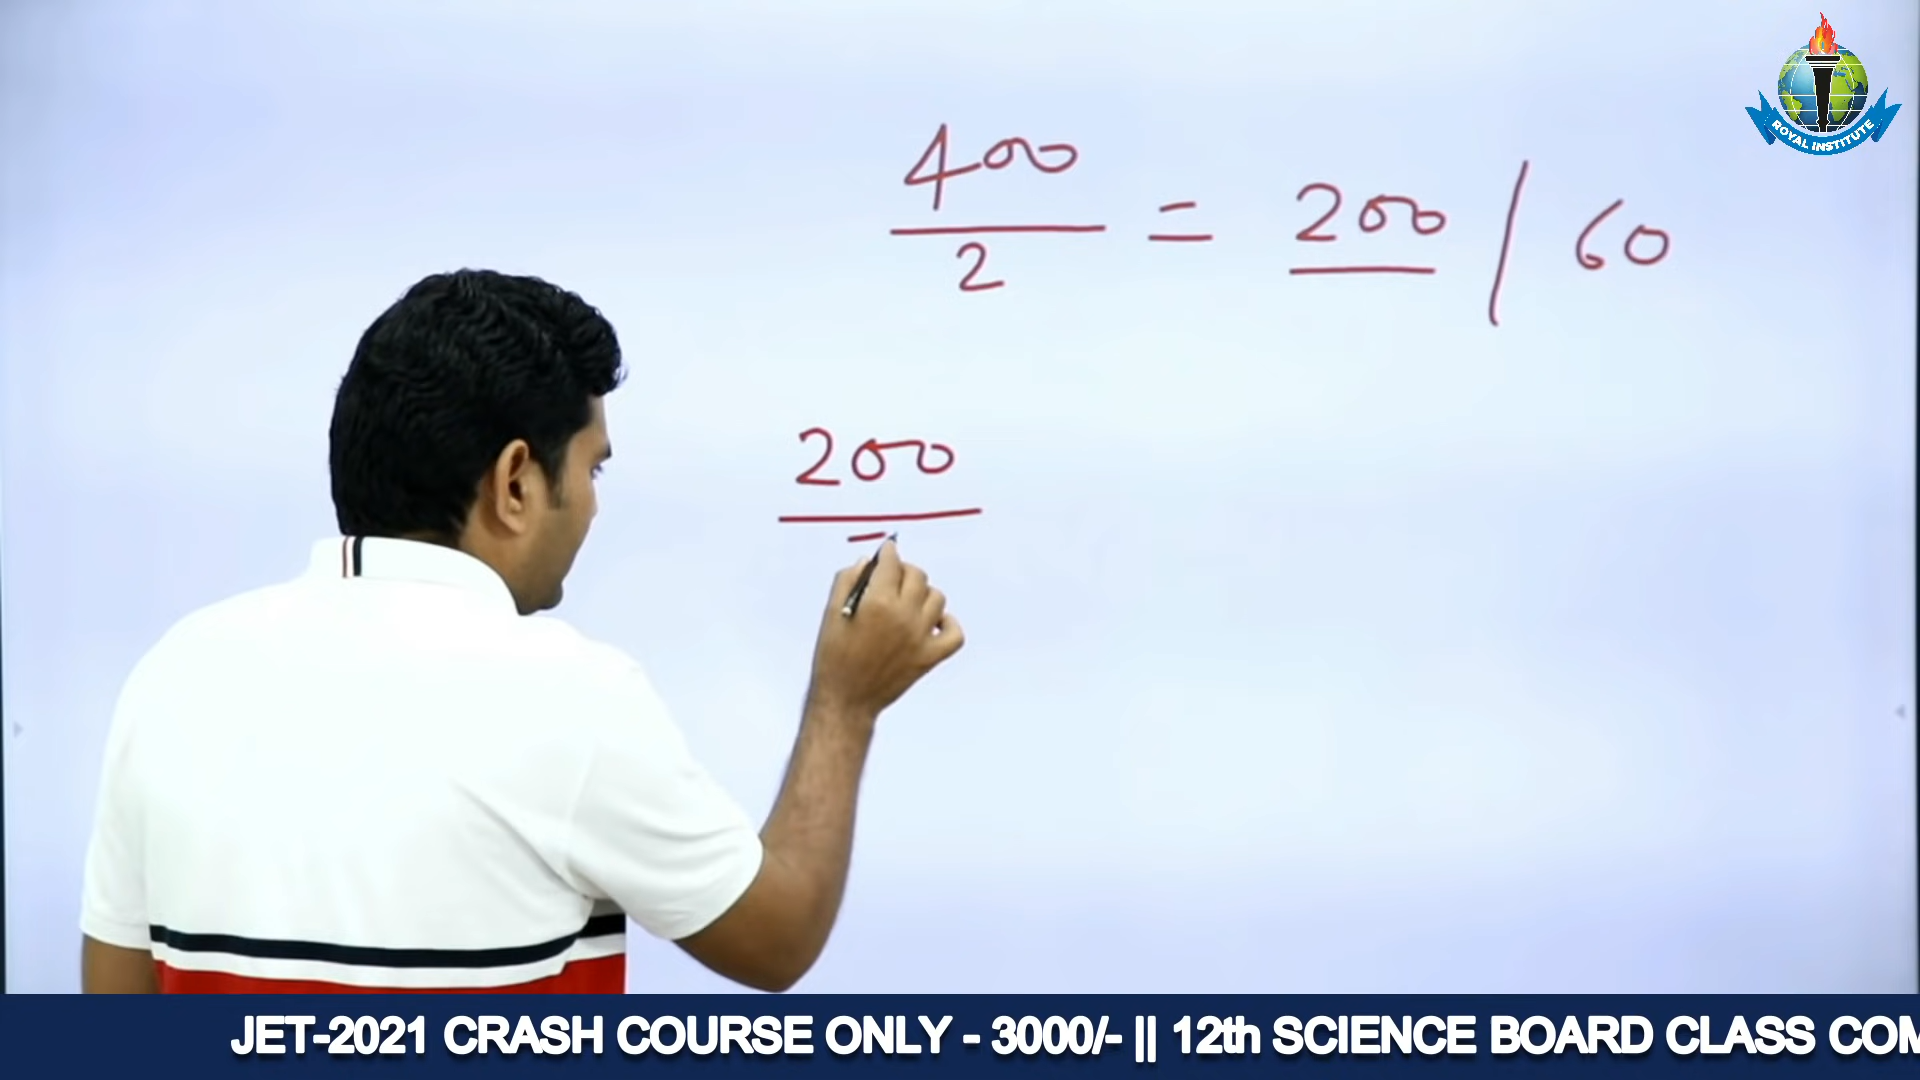 ROYAL INSTITUTE
400
2
= 200 / 60
200
JET-2021 CRASH COURSE ONLY - 3000/- || 12th SCIENCE BOARD CLASS COM